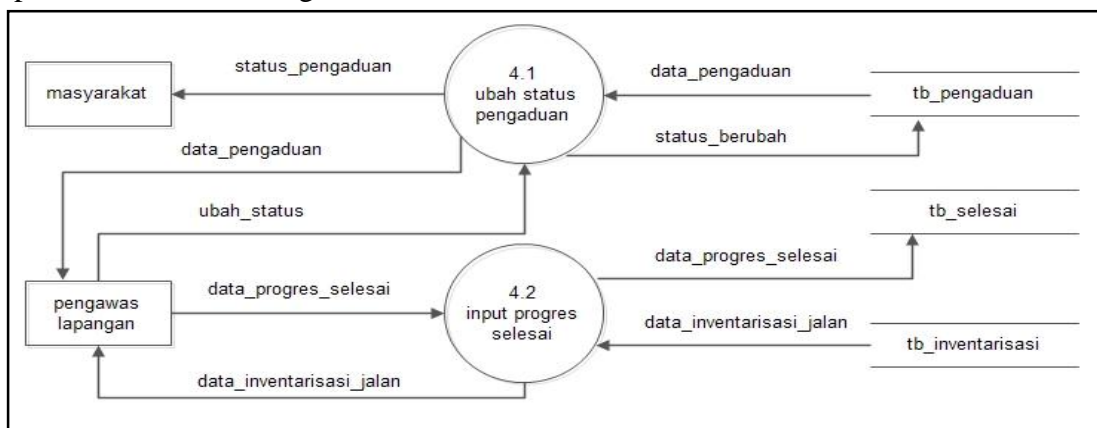 status_pengaduan
4.1
ubah status
pengaduan
data_pengaduan
masyarakat
tb_pengaduan
data_pengaduan
status_berubah
ubah_status
tb_selesai
data_progres_selesai
pengawas
lapangan
data_progres_selesai
4.2
input progres
selesai
data_inventarisasi_jalan
tb_inventarisasi
data_inventarisasi_jalan